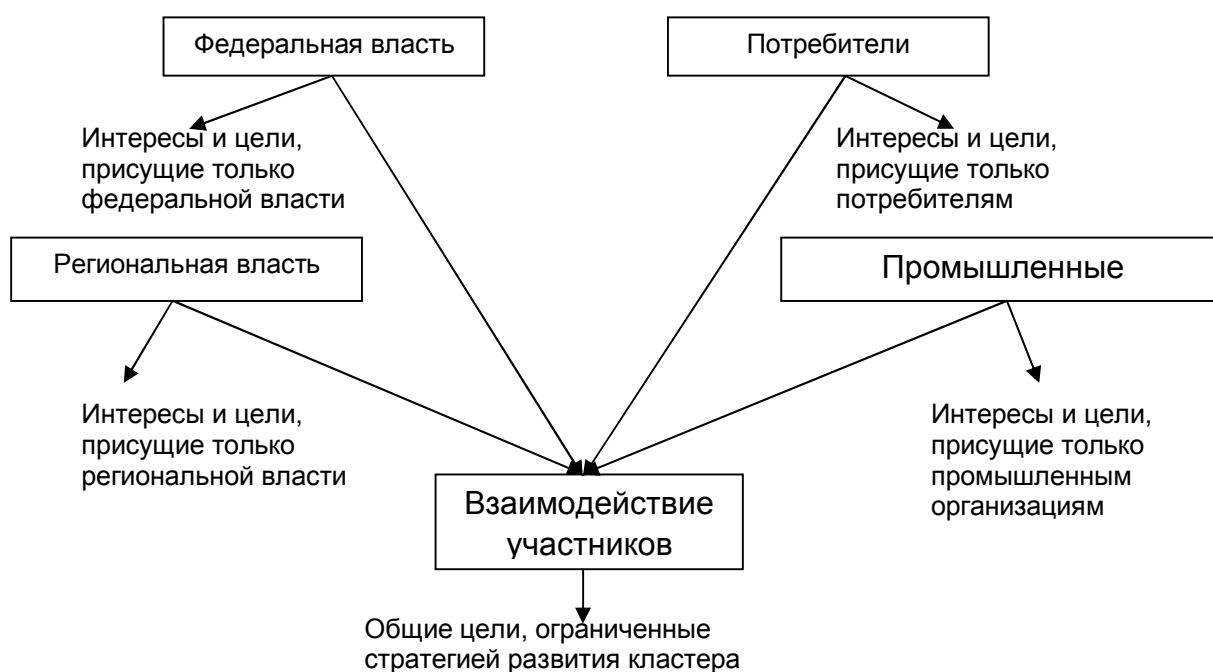 Федеральная власть
Потребители
Интересы и цели,
присущие только
федеральной власти
Интересы и цели,
присущие только
потребителям
Региональная власть
Промышленные
Интересы и цели,
присущие только
региональной власти
Интересы и цели,
присущие только
промышленным
организациям
Взаимодействие
участников
Общие цели, ограниченные
стратегией развития кластера